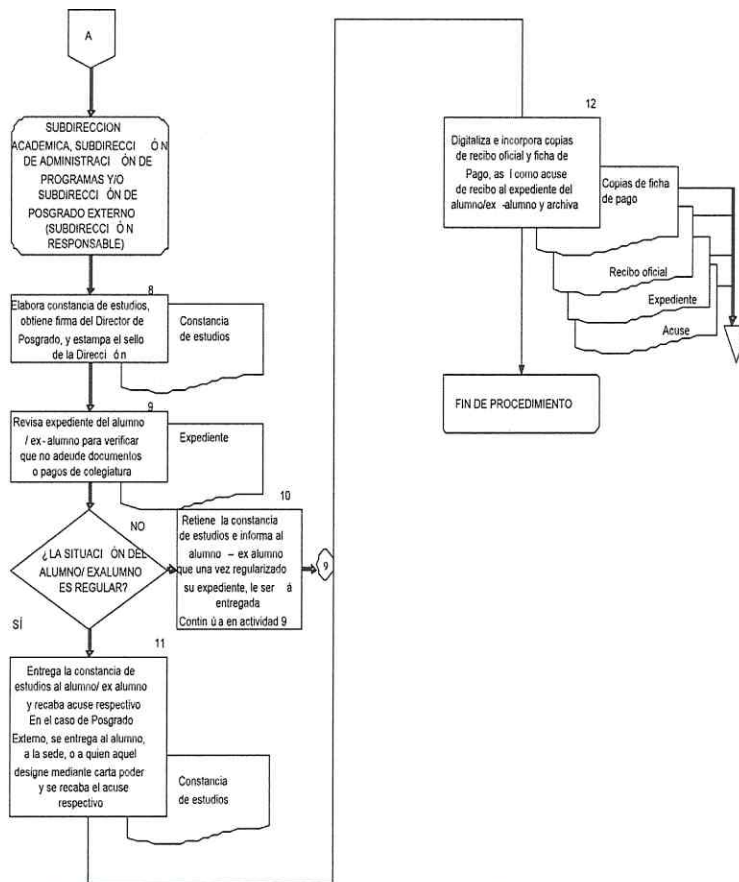 A
SUBDIRECCION
ACADEMICA, SUBDIRECCI ÓN
DE ADMINISTRACI ÓN DE
PROGRAMAS Y/O
SUBDIRECCI ÓN DE
POSGRADO EXTERNO
(SUBDIRECCI ÓN
RESPONSABLE)
8
Elabora constancia de estudios,
obtiene firma del Director de
Posgrado, y estampa el sello
de la Direcci ón
Constancia
de estudios
9
Revisa expediente del alumno
/ ex-alumno para verificar
que no adeude documentos
o pagos de colegiatura
Expediente
¿LA SITUACI ÓN DEL
ALUMNO/ EXALUMNO
ES REGULAR?
NO
10
Retiene la constancia
de estudios e informa al
alumno – ex alumno
que una vez regularizado
su expediente, le ser á
entregada
Contin úa en actividad 9
9
SÍ
11
Entrega la constancia de
estudios al alumno/ ex alumno
y recaba acuse respectivo
En el caso de Posgrado
Externo, se entrega al alumno,
a la sede, o a quien aquel
designe mediante carta poder
y se recaba el acuse
respectivo
Constancia
de estudios
12
Digitaliza e incorpora copias
de recibo oficial y ficha de
Pago, as í como acuse
de recibo al expediente del
alumno/ex -alumno y archiva
Copias de ficha
de pago
Recibo oficial
Expediente
Acuse
FIN DE PROCEDIMIENTO